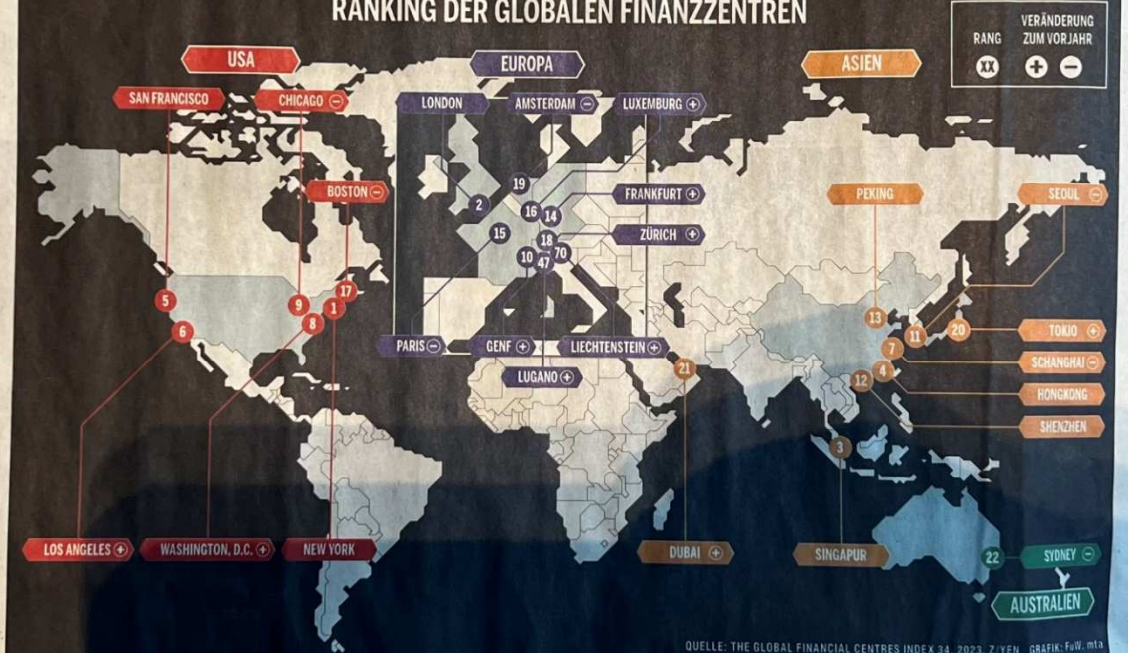 RANKING DER GLOBALEN FINANZZENTREN
VERÄNDERUNG
RANG ZUM VORJAHR
XX + −
USA
EUROPA
ASIEN
SAN FRANCISCO
CHICAGO −
LONDON
AMSTERDAM −
LUXEMBURG +
BOSTON −
FRANKFURT +
PEKING
SEOUL −
ZÜRICH +
19
2
16
14
15
18
70
10
47
5
9
17
1
8
6
13
11
20
7
4
12
21
3
22
TOKIO +
PARIS −
GENF +
LIECHTENSTEIN +
SCHANGHAI −
LUGANO +
HONGKONG
SHENZHEN
LOS ANGELES +
WASHINGTON, D.C. +
NEW YORK
DUBAI +
SINGAPUR
SYDNEY −
AUSTRALIEN
QUELLE: THE GLOBAL FINANCIAL CENTRES INDEX 34, 2023, Z/YEN GRAFIK: FuW, mta